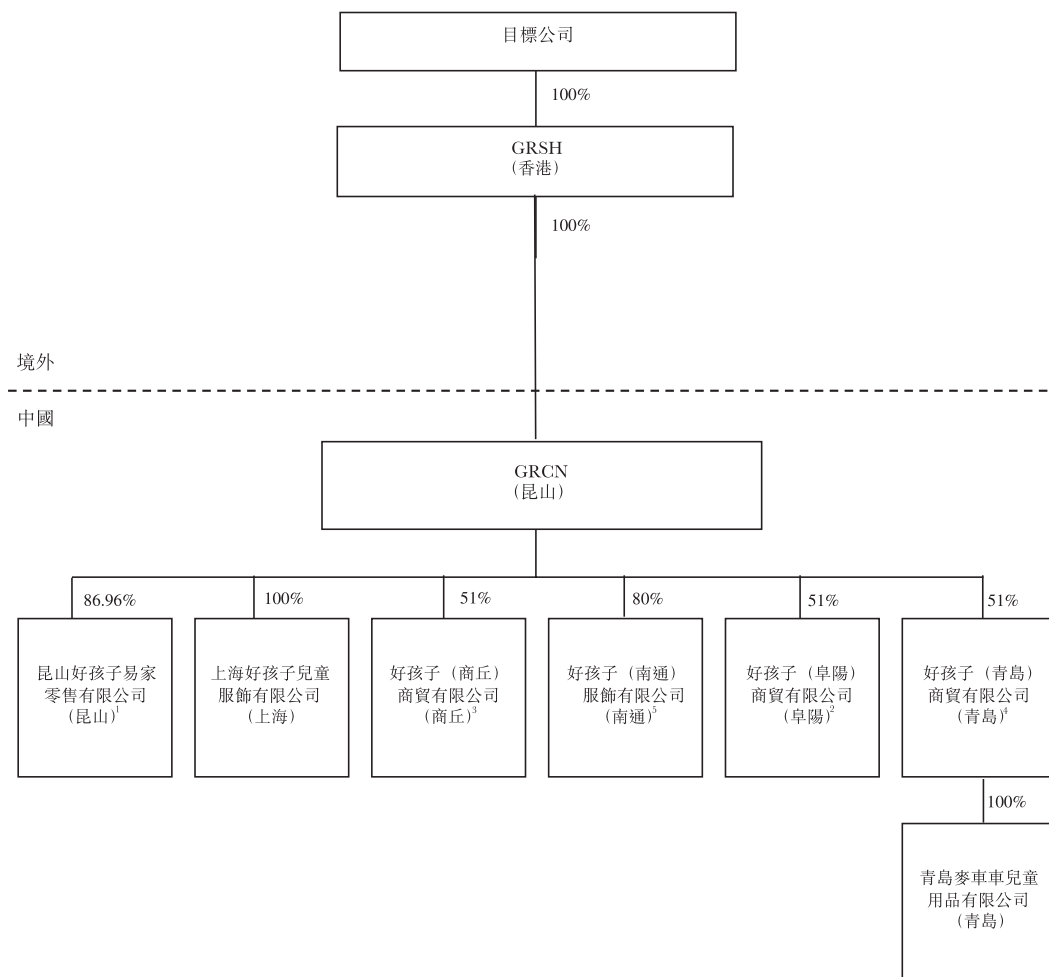 目標公司
100%
GRSH
（香港）
100%
境外
中國
GRCN
（昆山）
86.96%
100%
51%
80%
51%
51%
昆山好孩子易家
零售有限公司
（昆山）1
上海好孩子兒童
服飾有限公司
（上海）
好孩子（商丘）
商貿有限公司
（商丘）3
好孩子（南通）
服飾有限公司
（南通）5
好孩子（阜陽）
商貿有限公司
（阜陽）2
好孩子（青島）
商貿有限公司
（青島）4
100%
青島麥車車兒童
用品有限公司
（青島）